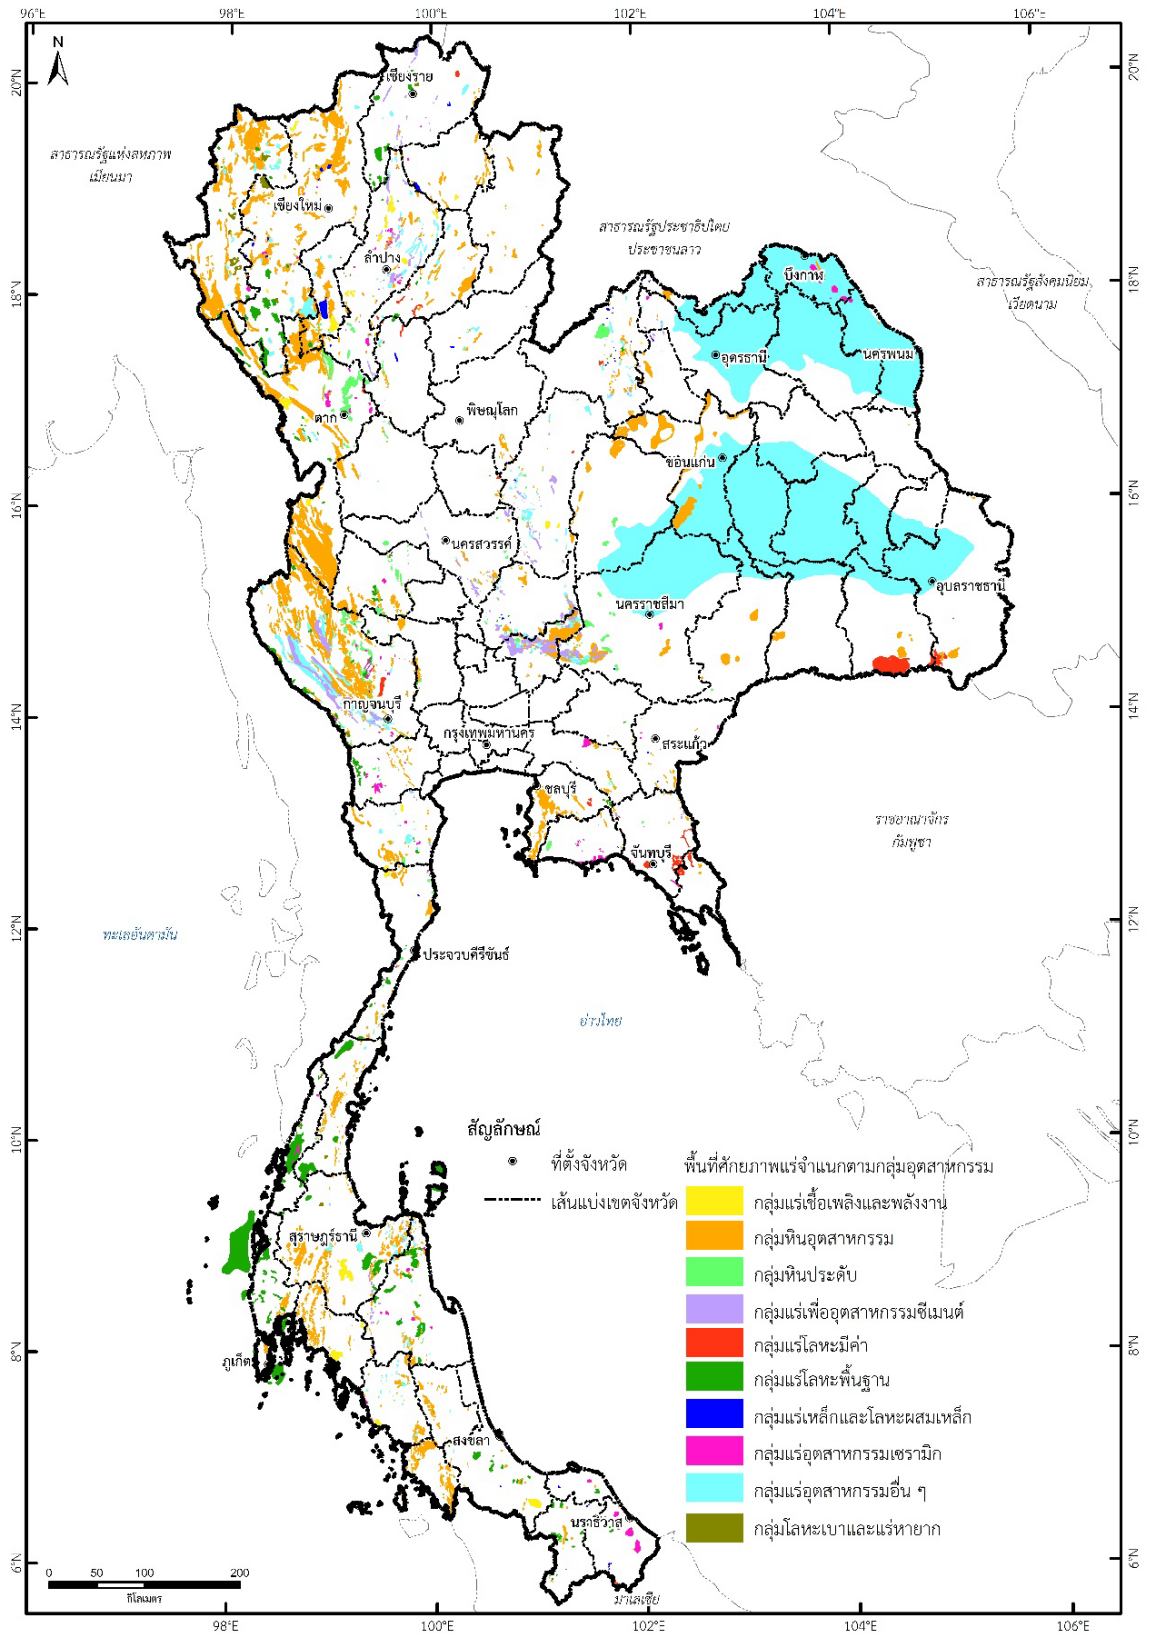 96°E 98°E 100°E 102°E 104°E 106°E
N
20°N
20°N
เชียงราย
สาธารณรัฐแห่งสหภาพ
เมียนมา
เชียงใหม่
สาธารณรัฐประชาธิปไตย
ประชาชนลาว
ลำปาง
บึงกาฬ
สาธารณรัฐสังคมนิยม
เวียดนาม
18°N
18°N
อุดรธานี
นครพนม
ตาก
พิษณุโลก
ขอนแก่น
16°N
16°N
นครสวรรค์
อุบลราชธานี
นครราชสีมา
กาญจนบุรี
14°N
14°N
กรุงเทพมหานคร
สระแก้ว
ชลบุรี
ราชอาณาจักร
กัมพูชา
จันทบุรี
12°N
12°N
ทะเลอันดามัน
ประจวบคีรีขันธ์
อ่าวไทย
10°N
10°N
สัญลักษณ์
ที่ตั้งจังหวัด
เส้นแบ่งเขตจังหวัด
พื้นที่ศักยภาพแร่จำแนกตามกลุ่มอุตสาหกรรม
กลุ่มแร่เชื้อเพลิงและพลังงาน
กลุ่มหินอุตสาหกรรม
กลุ่มหินประดับ
กลุ่มแร่เพื่ออุตสาหกรรมซีเมนต์
กลุ่มแร่โลหะมีค่า
กลุ่มแร่โลหะพื้นฐาน
กลุ่มแร่เหล็กและโลหะผสมเหล็ก
กลุ่มแร่อุตสาหกรรมเซรามิก
กลุ่มแร่อุตสาหกรรมอื่น ๆ
กลุ่มโลหะเบาและแร่หายาก
สุราษฎร์ธานี
8°N
8°N
ภูเก็ต
สงขลา
นราธิวาส
6°N
6°N
มาเลเซีย
0 50 100 200
กิโลเมตร
98°E 100°E 102°E 104°E 106°E